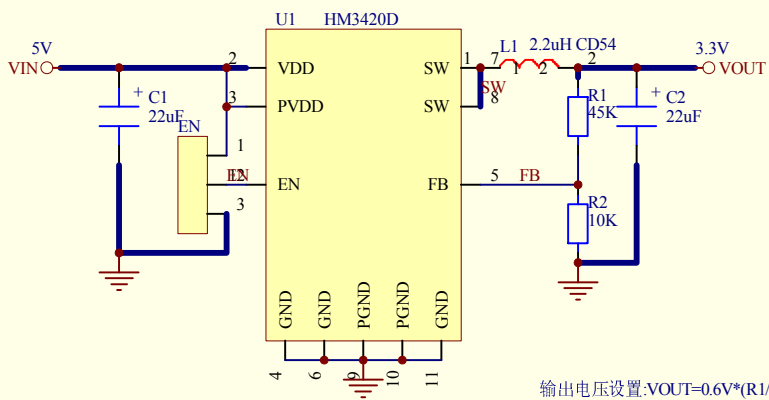 U1 HM3420D
5V
VIN
2 VDD
3 PVDD
C1
+
22uF
EN
1
EN
2
EN
3
SW 1
SW 8
SW
7
L1
1 2
2.2uH CD54
2
3.3V
VOUT
R1
45K
+
C2
22uF
FB 5 FB
R2
10K
GND GND PGND PGND GND
4 6 9 10 11
输出电压设置:VOUT=0.6V*(R1/